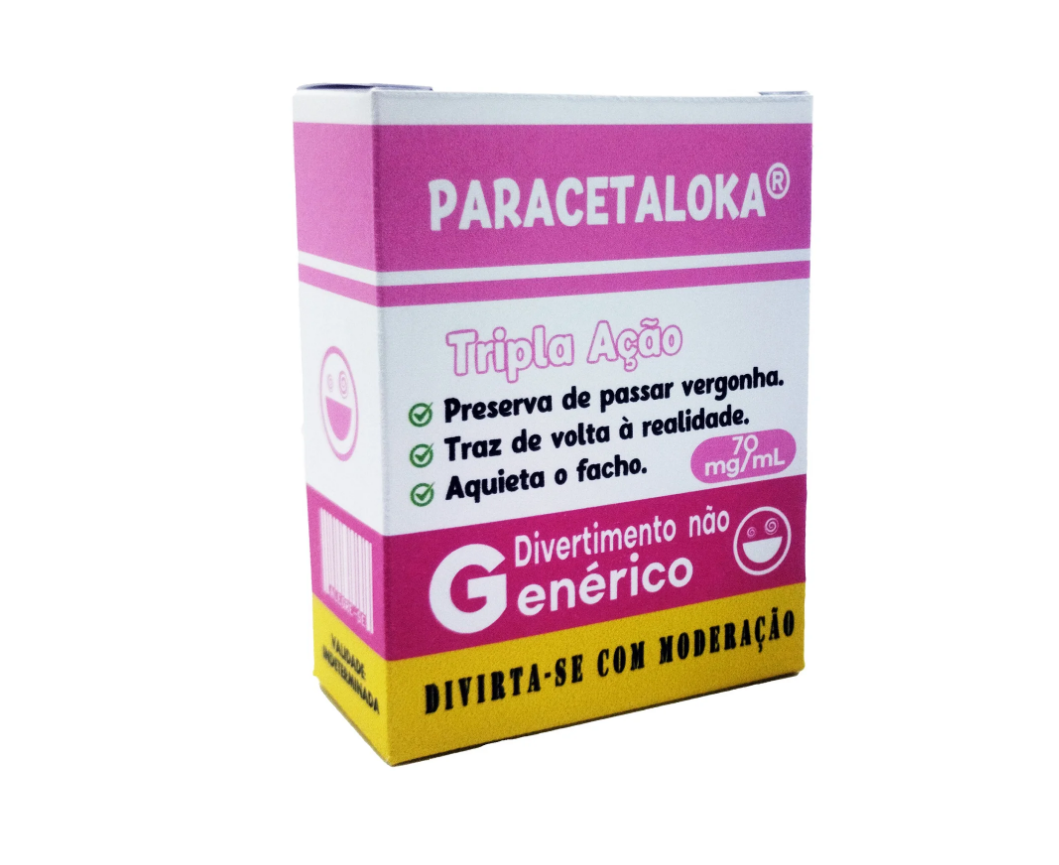 PARACETALOKA®
Tripla Ação
Preserva de passar vergonha.
Traz de volta à realidade.
Aquieta o facho.
70
mg/mL
Divertimento não
Genérico
DIVIRTA-SE COM MODERAÇÃO
VALIDADE
INDETERMINADA